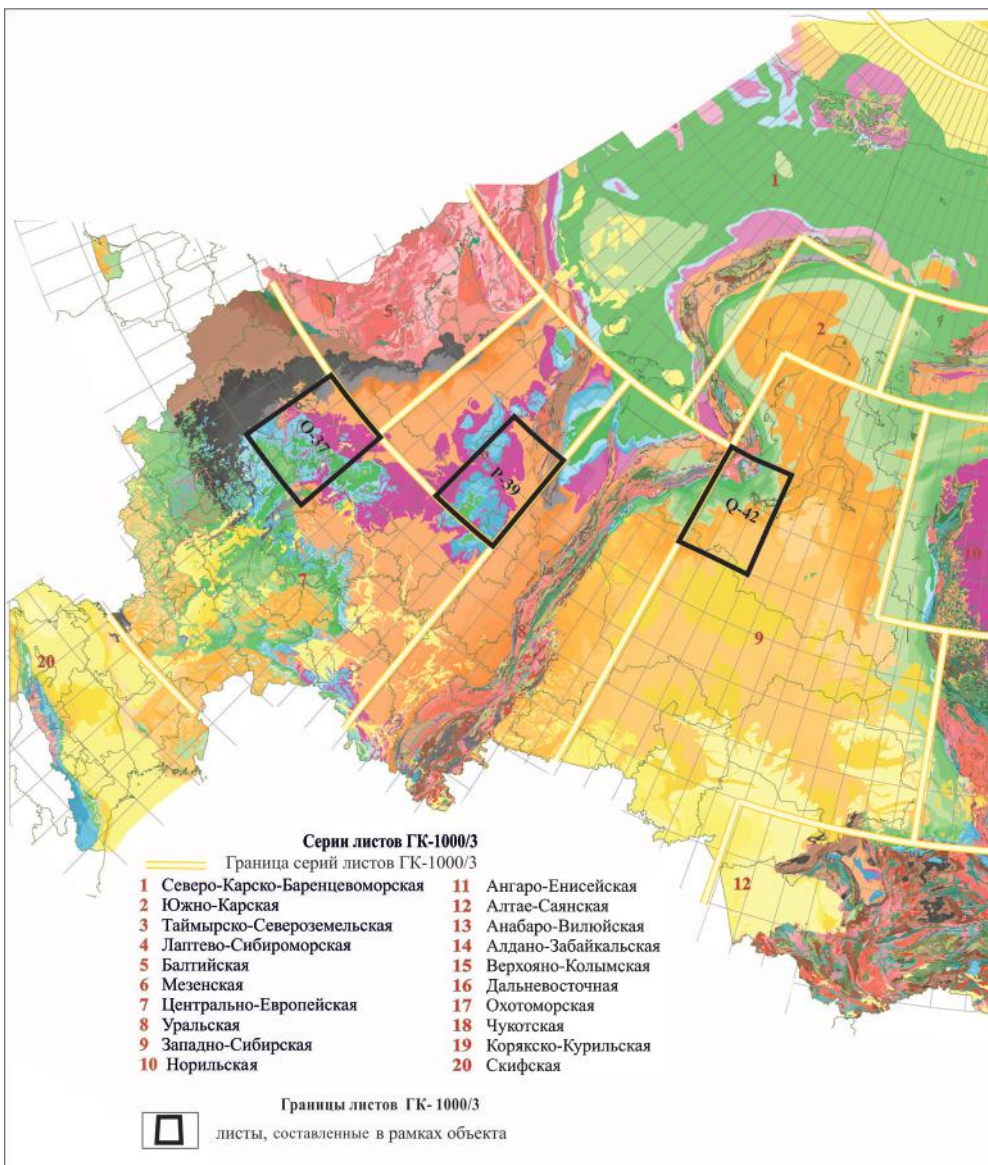 1
2
5
O-37
P-39
Q-42
10
7
8
9
20
12
Серии листов ГК-1000/3
Граница серий листов ГК-1000/3
1 Северо-Карско-Баренцевоморская
2 Южно-Карская
3 Таймырско-Североземельская
4 Лаптево-Сибироморская
5 Балтийская
6 Мезенская
7 Центрально-Европейская
8 Уральская
9 Западно-Сибирская
10 Норильская
11 Ангаро-Енисейская
12 Алтае-Саянская
13 Анабаро-Вилюйская
14 Алдано-Забайкальская
15 Верхояно-Колымская
16 Дальневосточная
17 Охотоморская
18 Чукотская
19 Корякско-Курильская
20 Скифская
Границы листов ГК- 1000/3
листы, составленные в рамках объекта